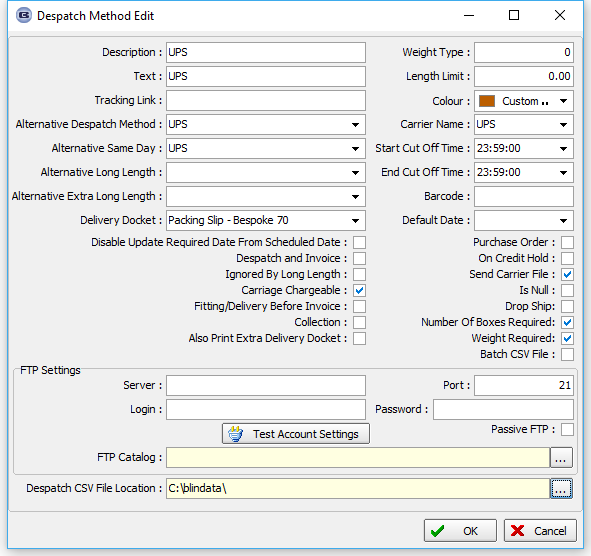 Despatch Method Edit
Description : UPS Weight Type : 0
Text : UPS Length Limit : 0.00
Tracking Link : Colour : Custom ..
Alternative Despatch Method : UPS Carrier Name : UPS
Alternative Same Day : UPS Start Cut Off Time : 23:59:00
Alternative Long Length : End Cut Off Time : 23:59:00
Alternative Extra Long Length : Barcode :
Delivery Docket : Packing Slip - Bespoke 70 Default Date :
Disable Update Required Date From Scheduled Date : Purchase Order :
Despatch and Invoice : On Credit Hold :
Ignored By Long Length : Send Carrier File :
Carriage Chargeable : Is Null :
Fitting/Delivery Before Invoice : Drop Ship:
Collection : Number Of Boxes Required:
Also Print Extra Delivery Docket : Weight Required:
Batch CSV File :
FTP Settings
Server : Port : 21
Login : Password :
Test Account Settings Passive FTP :
FTP Catalog : ...
Despatch CSV File Location : C:\blindata\ ...
OK Cancel